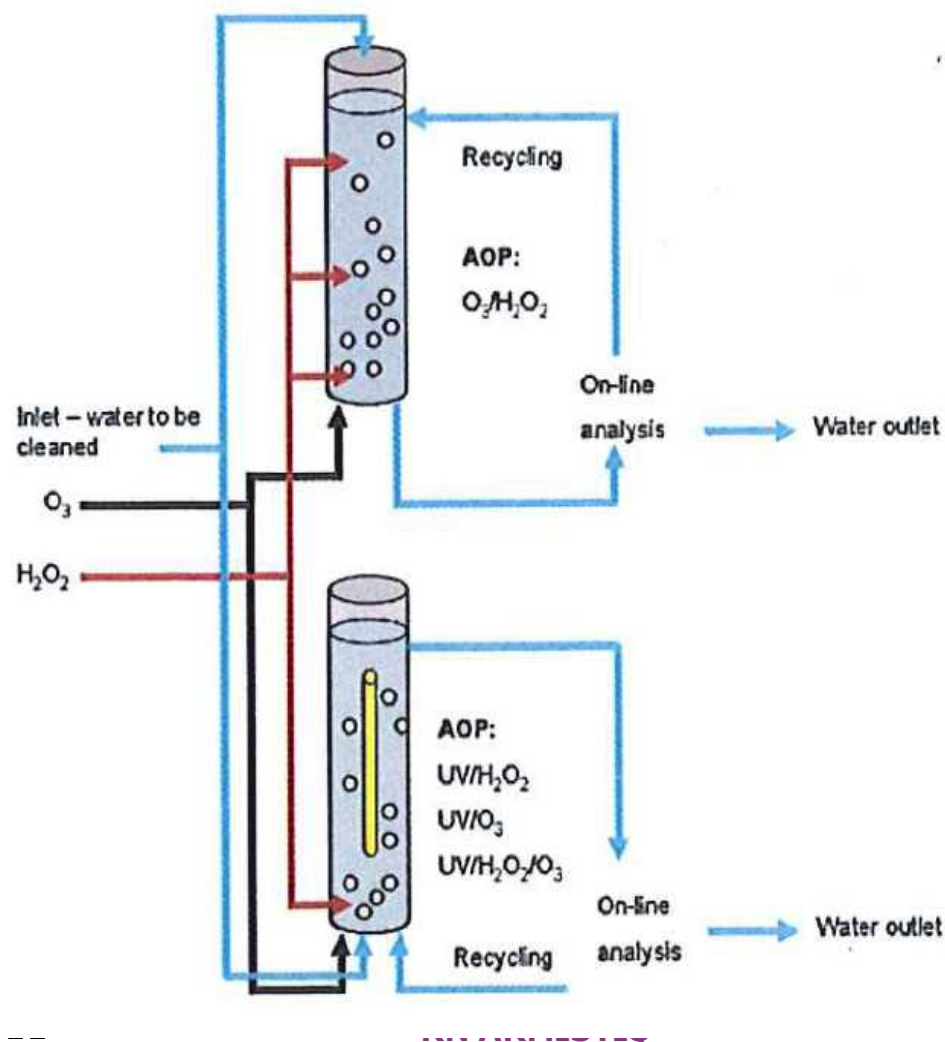 Recycling
AOP:
O₃/H₂O₂
On-line
analysis
Water outlet
Inlet – water to be
cleaned
O₃
H₂O₂
AOP:
UV/H₂O₂
UV/O₃
UV/H₂O₂/O₃
On-line
analysis
Water outlet
Recycling